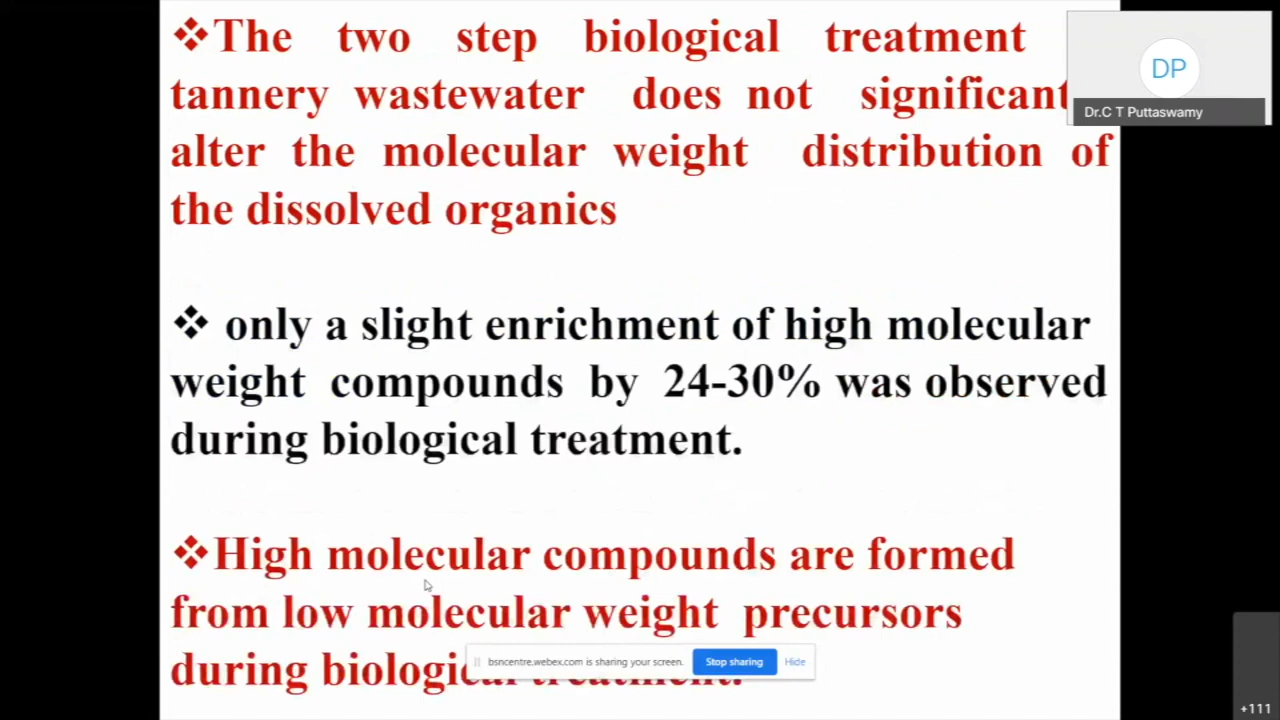 ❖The two step biological treatment
tannery wastewater does not significant
alter the molecular weight distribution of
the dissolved organics
❖ only a slight enrichment of high molecular
weight compounds by 24-30% was observed
during biological treatment.
❖High molecular compounds are formed
from low molecular weight precursors
during biological treatment.
DP
Dr.C T Puttaswamy
bsncentre.webex.com is sharing your screen. Stop sharing Hide
+111